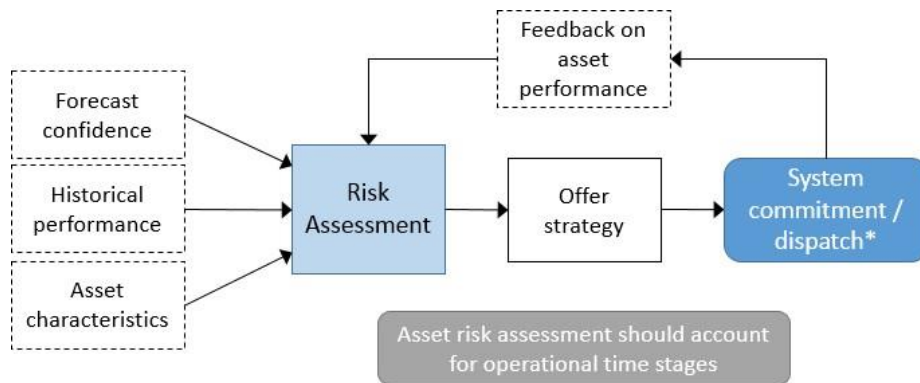 Feedback on
asset
performance
Forecast
confidence
Historical
performance
Asset
characteristics
Risk
Assessment
Offer
strategy
System
commitment /
dispatch*
Asset risk assessment should account
for operational time stages